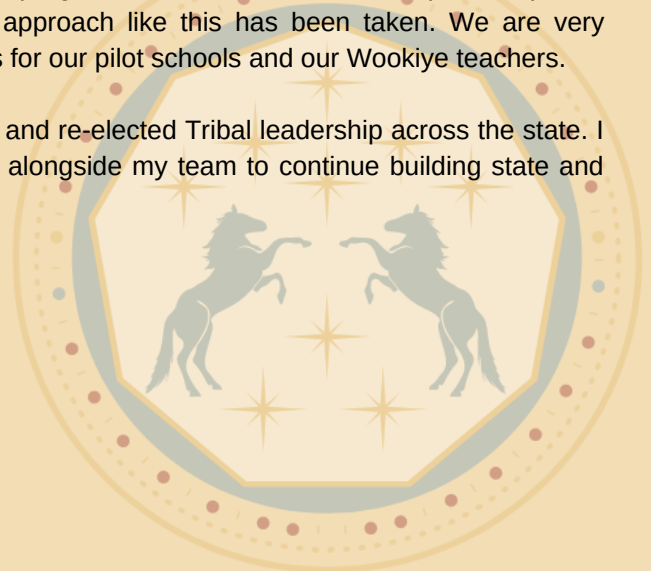 approach like this has been taken. We are very
for our pilot schools and our Wookiye teachers.
and re-elected Tribal leadership across the state. I
alongside my team to continue building state and